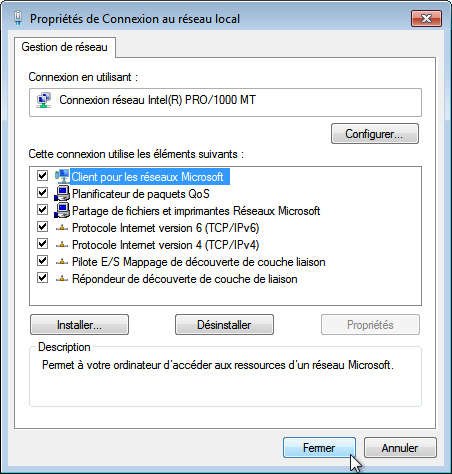 Propriétés de Connexion au réseau local
Gestion de réseau
Connexion en utilisant :
Connexion réseau Intel(R) PRO/1000 MT
Configurer...
Cette connexion utilise les éléments suivants :
Client pour les réseaux Microsoft
Planificateur de paquets QoS
Partage de fichiers et imprimantes Réseaux Microsoft
Protocole Internet version 6 (TCP/IPv6)
Protocole Internet version 4 (TCP/IPv4)
Pilote E/S Mappage de découverte de couche liaison
Répondeur de découverte de couche de liaison
Installer... Désinstaller Propriétés
Description
Permet à votre ordinateur d'accéder aux ressources d'un réseau Microsoft.
Fermer Annuler